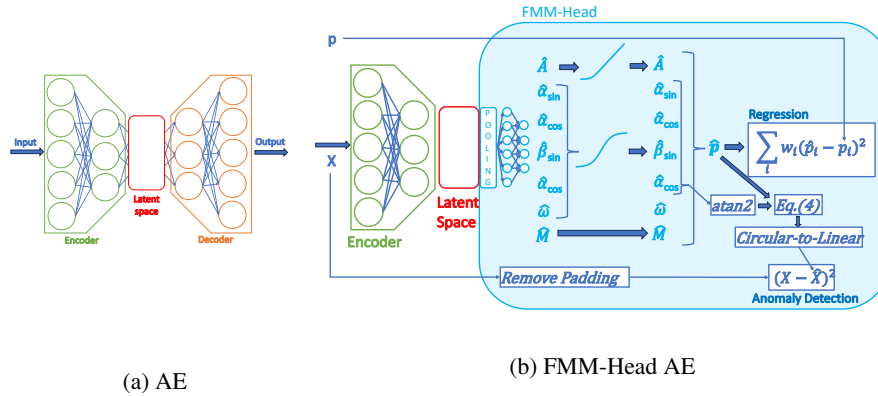 FMM-Head
p
Input
Output
Latent
space
Encoder
Decoder
(a) AE
X
Encoder
Latent
Space
POOLING
Â
α̂sin
α̂cos
β̂sin
α̂cos
ω̂
M̂
Â
α̂sin
α̂cos
β̂sin
α̂cos
ω̂
M̂
p̂
Regression
∑i wi(p̂i − pi)²
atan2
Eq.(4)
Circular-to-Linear
Remove Padding
(X − X̂)²
Anomaly Detection
(b) FMM-Head AE